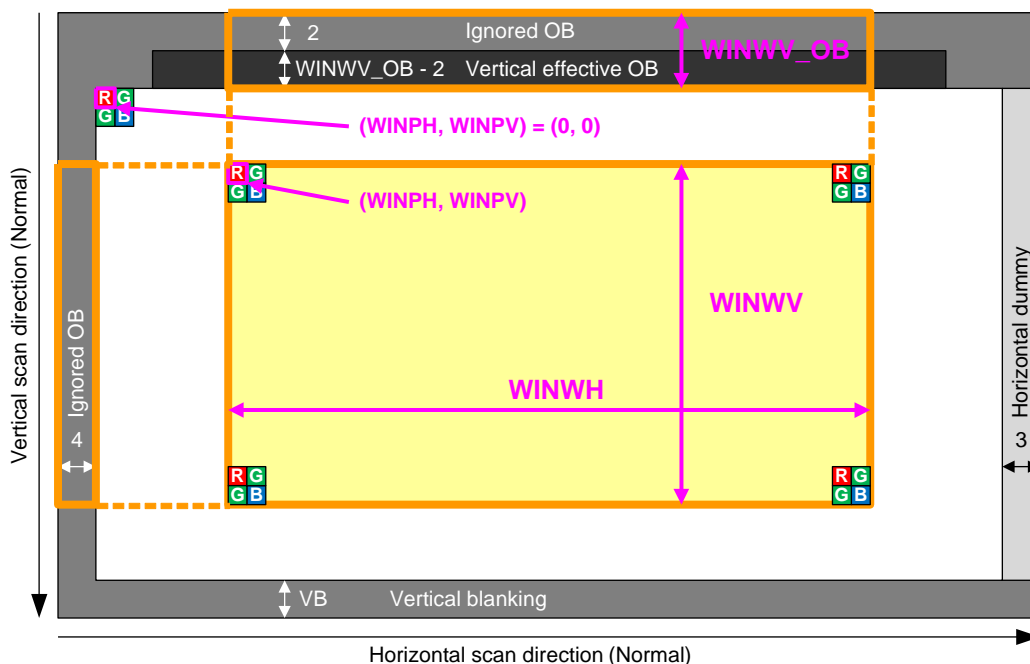 2 Ignored OB
WINWV_OB
WINWV_OB - 2 Vertical effective OB
R G
G B
(WINPH, WINPV) = (0, 0)
R G
G B
(WINPH, WINPV)
R G
G B
WINWV
WINWH
Vertical scan direction (Normal)
4 Ignored OB
3 Horizontal dummy
R G
G B
R G
G B
VB Vertical blanking
Horizontal scan direction (Normal)